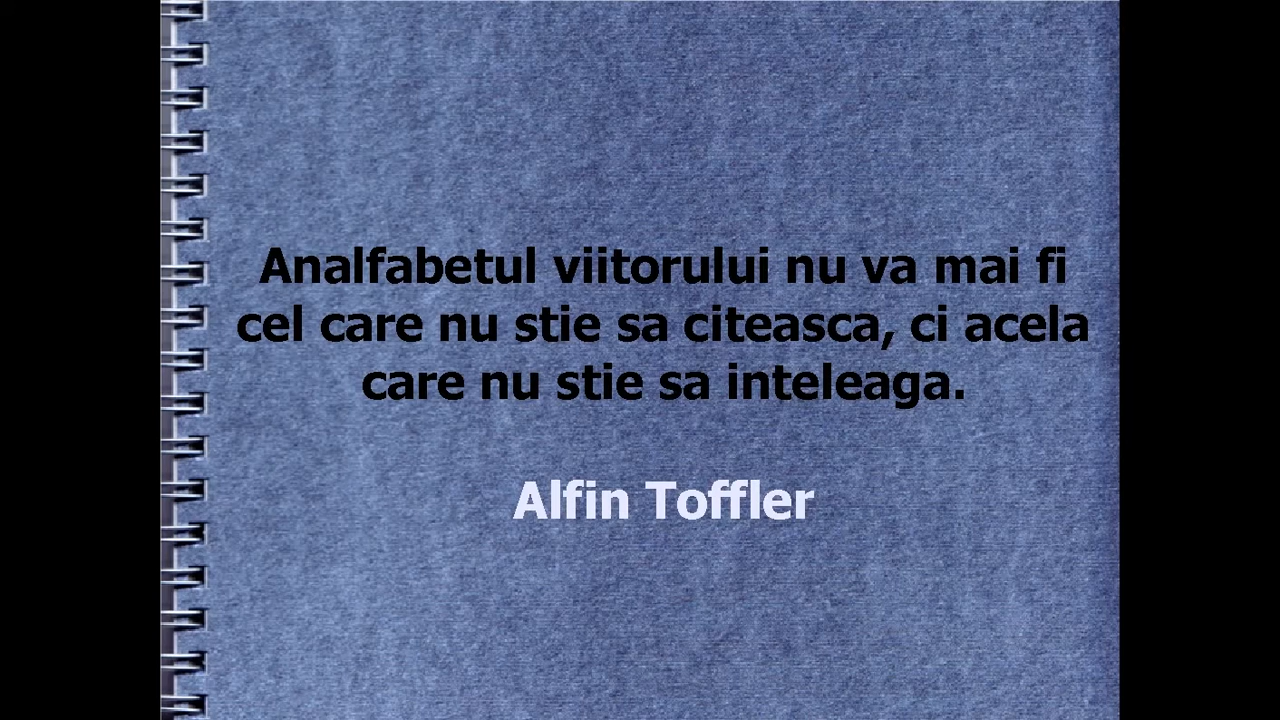 Analfabetul viitorului nu va mai fi
cel care nu stie sa citeasca, ci acela
care nu stie sa inteleaga.
Alfin Toffler